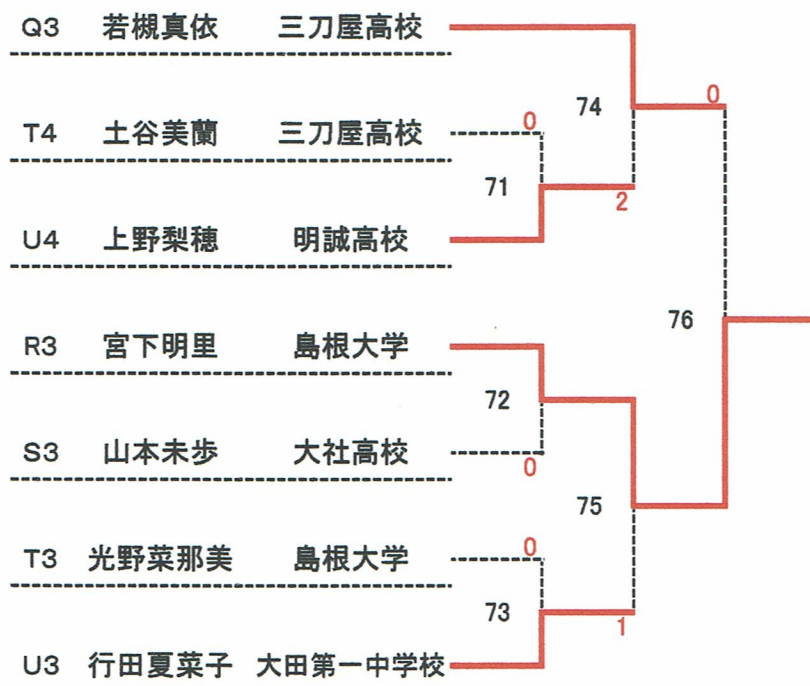 Q3 若槻真依 三刀屋高校
0
74
0
T4 土谷美蘭 三刀屋高校
71
2
U4 上野梨穂 明誠高校
76
R3 宮下明里 島根大学
72
S3 山本未歩 大社高校
0
75
0
T3 光野菜那美 島根大学
73
1
U3 行田夏菜子 大田第一中学校